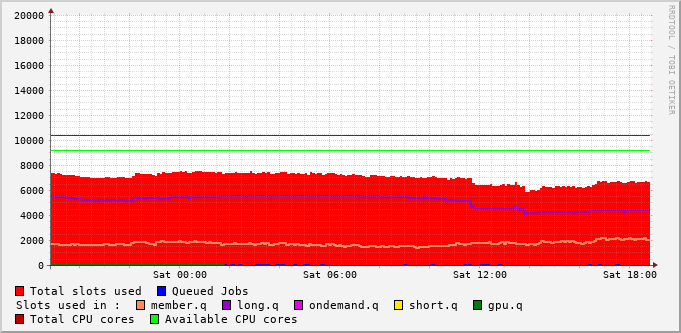 RRDTOOL / TOBI OETIKER
20000
18000
16000
14000
12000
10000
8000
6000
4000
2000
0
Sat 00:00 Sat 06:00 Sat 12:00 Sat 18:00
Total slots used Queued Jobs
Slots used in : member.q long.q ondemand.q short.q gpu.q
Total CPU cores Available CPU cores